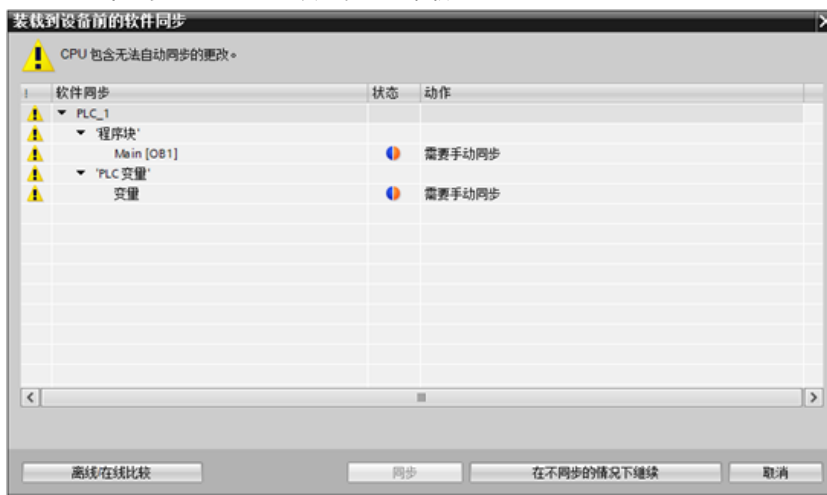 装载到设备前的软件同步
CPU 包含无法自动同步的更改。
! 软件同步 状态 动作
PLC_1
'程序块'
Main [OB1] 需要手动同步
'PLC 变量'
变量 需要手动同步
离线/在线比较 同步 在不同步的情况下继续 取消